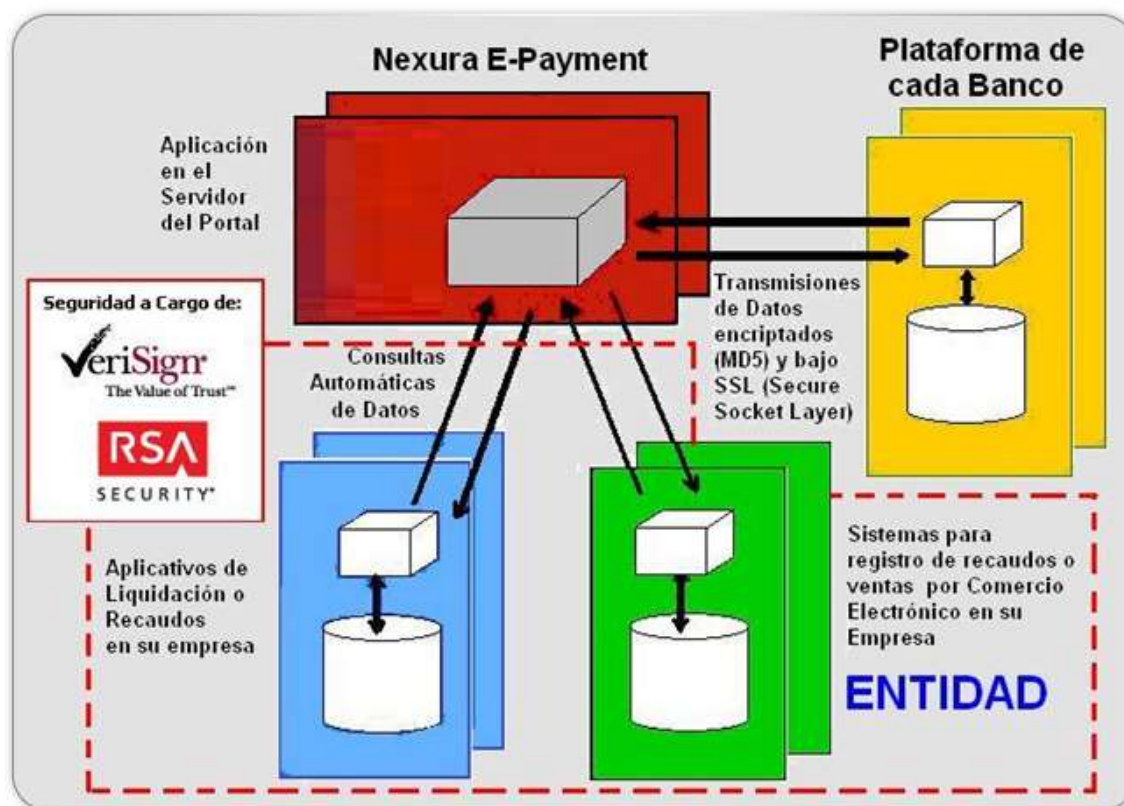 Nexura E-Payment
Plataforma de
cada Banco
Aplicación
en el
Servidor
del Portal
Seguridad a Cargo de:
VeriSign
The Value of Trust
RSA
SECURITY
Consultas
Automáticas
de Datos
Transmisiones
de Datos
encriptados
(MD5) y bajo
SSL (Secure
Socket Layer)
Aplicativos de
Liquidación o
Recaudos
en su empresa
Sistemas para
registro de recaudos o
ventas por Comercio
Electrónico en su
Empresa
ENTIDAD